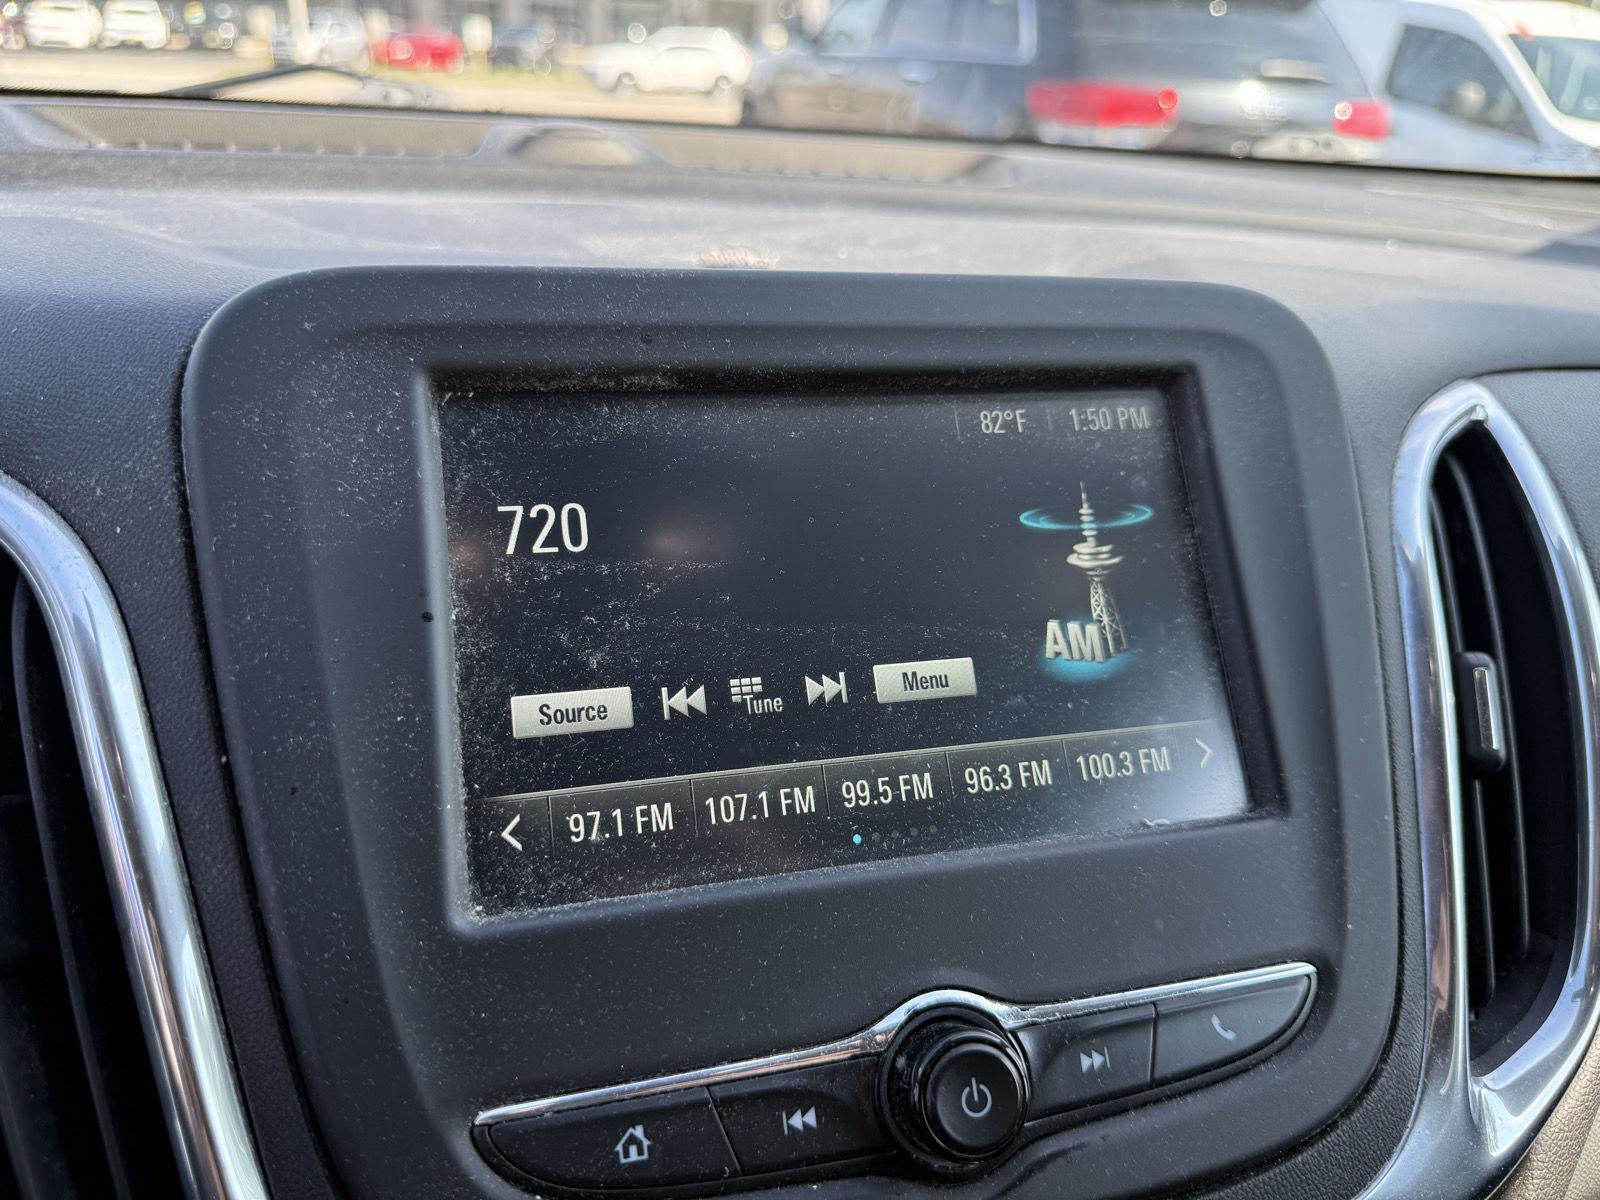 82°F 1:50 PM
720
AM
Source Tune Menu
97.1 FM 107.1 FM 99.5 FM 96.3 FM 100.3 FM